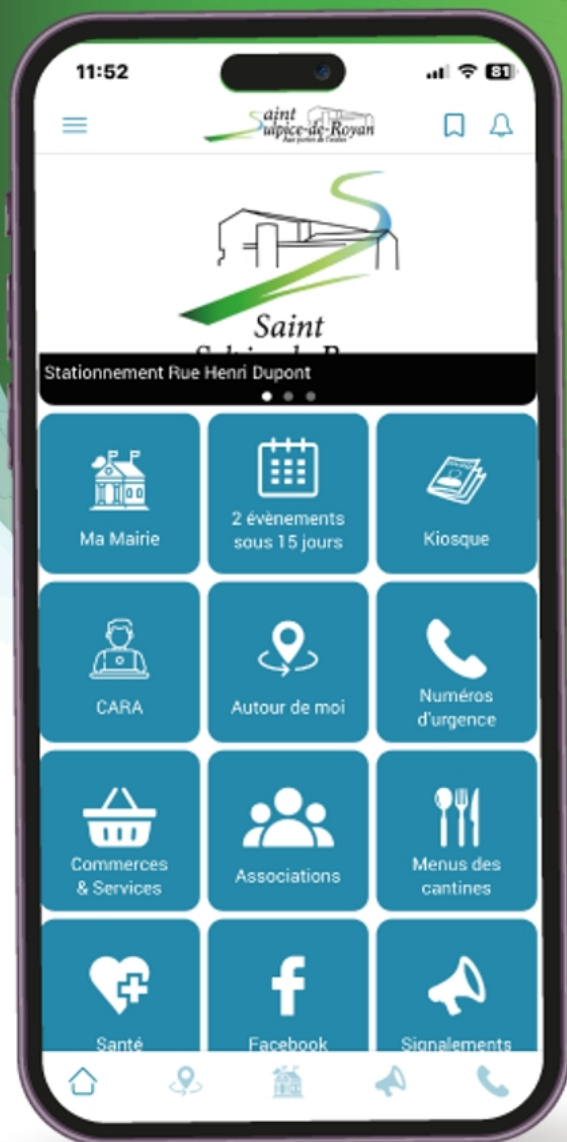 11:52
81
Saint
Sulpice-de-Royan
Saint
Stationnement Rue Henri Dupont
Ma Mairie
2 évènements
sous 15 jours
Kiosque
CARA
Autour de moi
Numéros
d'urgence
Commerces
& Services
Associations
Menus des
cantines
Santé
Facebook
Signalements